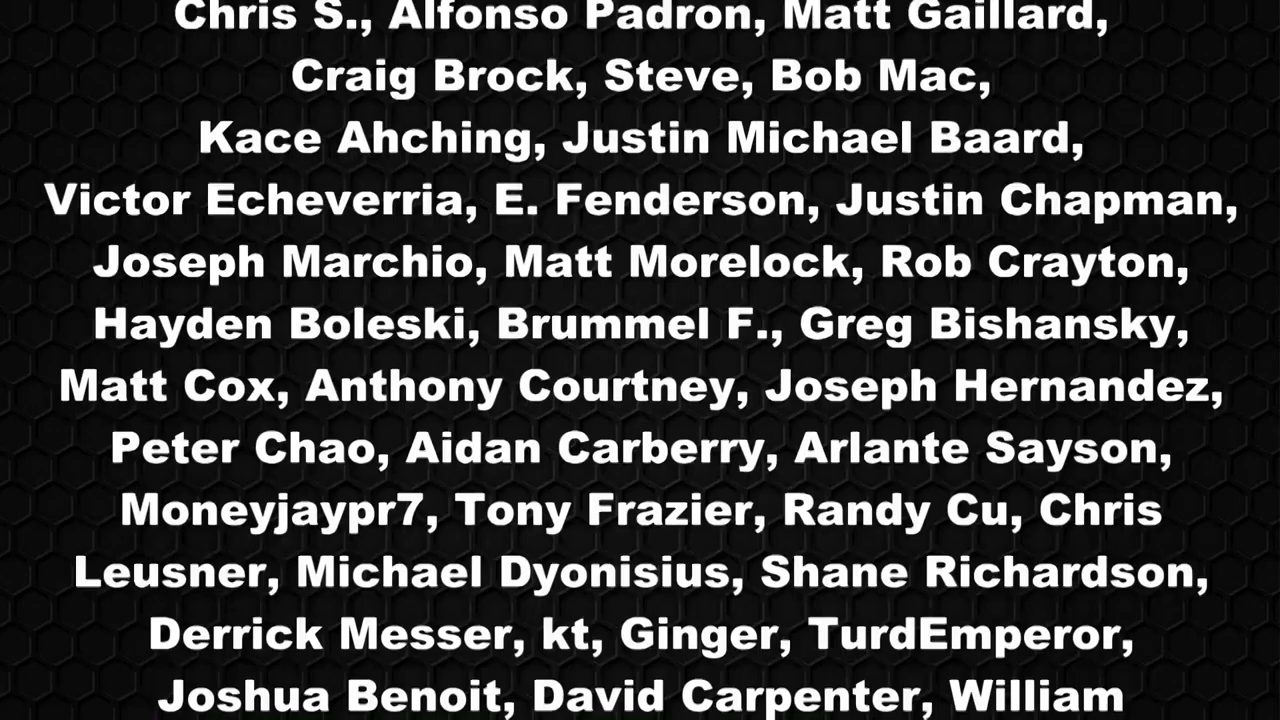 Chris S., Alfonso Padron, Matt Gaillard,
Craig Brock, Steve, Bob Mac,
Kace Ahching, Justin Michael Baard,
Victor Echeverria, E. Fenderson, Justin Chapman,
Joseph Marchio, Matt Morelock, Rob Crayton,
Hayden Boleski, Brummel F., Greg Bishansky,
Matt Cox, Anthony Courtney, Joseph Hernandez,
Peter Chao, Aidan Carberry, Arlante Sayson,
Moneyjaypr7, Tony Frazier, Randy Cu, Chris
Leusner, Michael Dyonisius, Shane Richardson,
Derrick Messer, kt, Ginger, TurdEmperor,
Joshua Benoit, David Carpenter, William